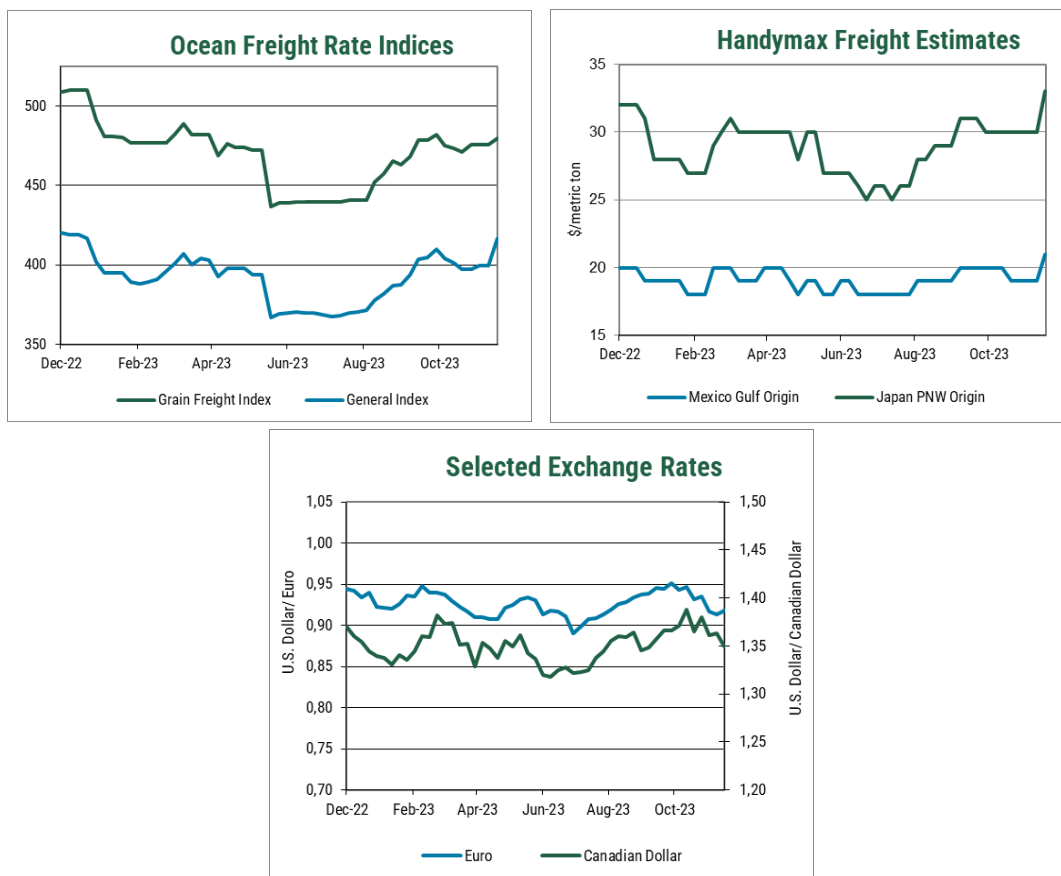 Ocean Freight Rate Indices
500
450
400
350
Dec-22 Feb-23 Apr-23 Jun-23 Aug-23 Oct-23
Grain Freight Index General Index
Handymax Freight Estimates
$/metric ton
35
30
25
20
15
Dec-22 Feb-23 Apr-23 Jun-23 Aug-23 Oct-23
Mexico Gulf Origin Japan PNW Origin
Selected Exchange Rates
U.S. Dollar/ Euro
1,05
1,00
0,95
0,90
0,85
0,80
0,75
0,70
1,50
1,45
1,40
1,35
1,30
1,25
1,20
U.S. Dollar/ Canadian Dollar
Dec-22 Feb-23 Apr-23 Jun-23 Aug-23 Oct-23
Euro Canadian Dollar